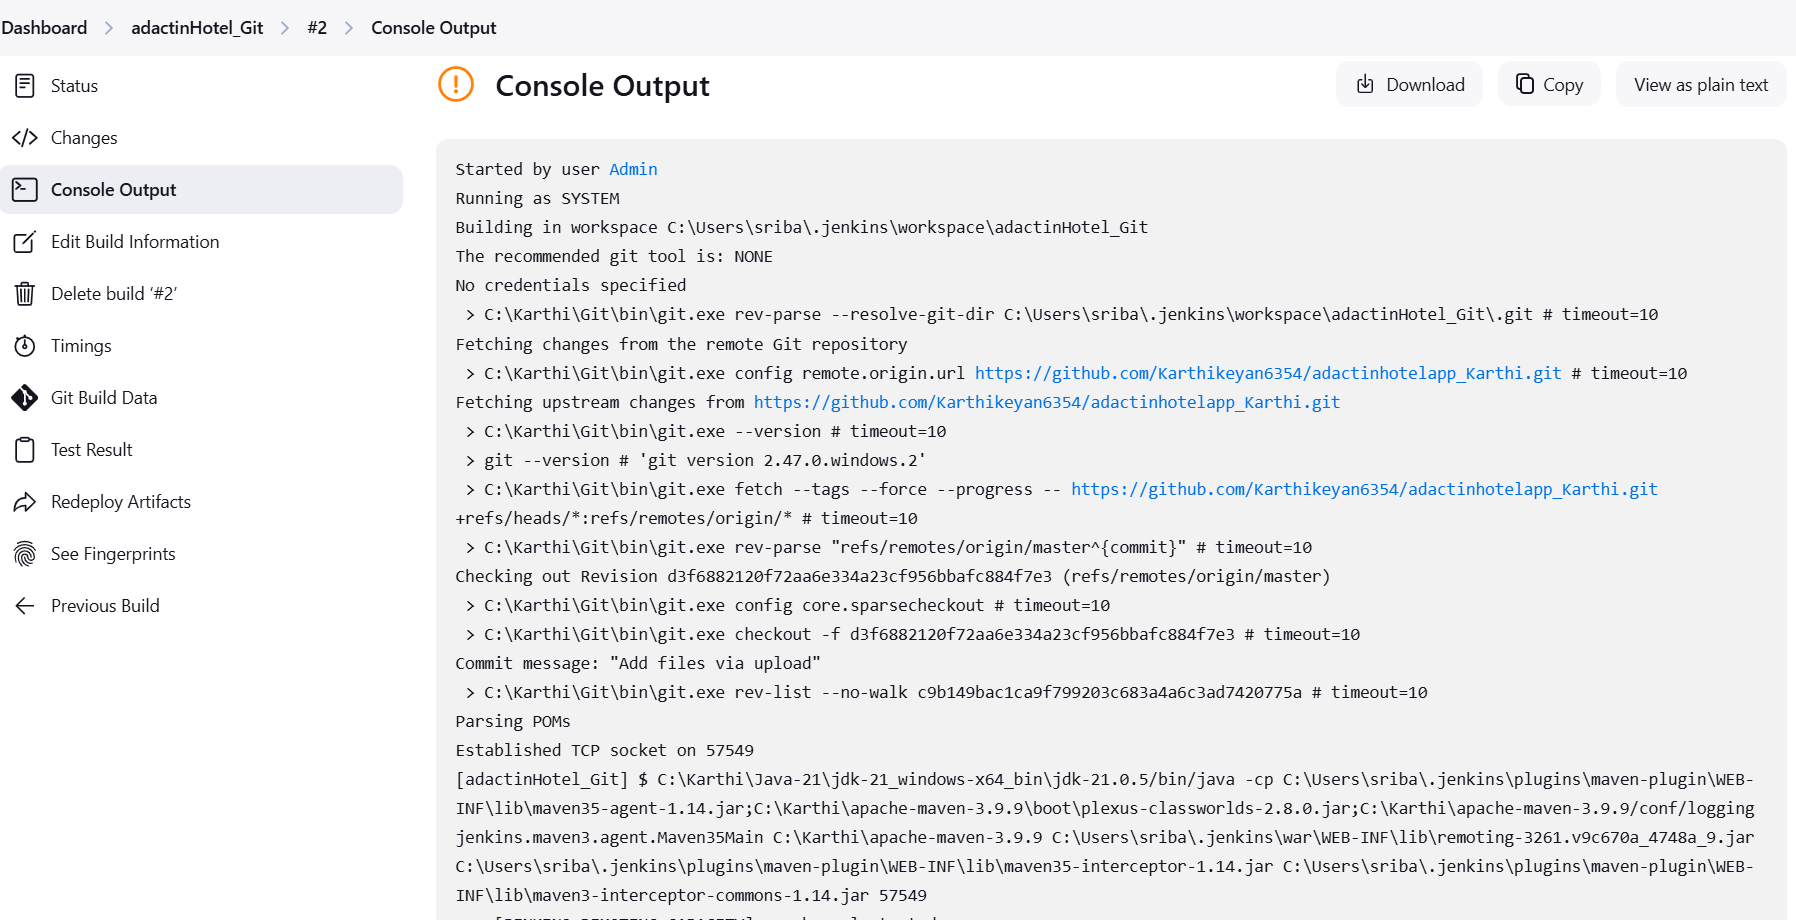 Dashboard > adactinHotel_Git > #2 > Console Output
Status
Changes
Console Output
Edit Build Information
Delete build ‘#2’
Timings
Git Build Data
Test Result
Redeploy Artifacts
See Fingerprints
Previous Build
Console Output
Download
Copy
View as plain text
Started by user Admin
Running as SYSTEM
Building in workspace C:\Users\sriba\.jenkins\workspace\adactinHotel_Git
The recommended git tool is: NONE
No credentials specified
> C:\Karthi\Git\bin\git.exe rev-parse --resolve-git-dir C:\Users\sriba\.jenkins\workspace\adactinHotel_Git\.git # timeout=10
Fetching changes from the remote Git repository
> C:\Karthi\Git\bin\git.exe config remote.origin.url https://github.com/Karthikeyan6354/adactinhotelapp_Karthi.git # timeout=10
Fetching upstream changes from https://github.com/Karthikeyan6354/adactinhotelapp_Karthi.git
> C:\Karthi\Git\bin\git.exe --version # timeout=10
> git --version # 'git version 2.47.0.windows.2'
> C:\Karthi\Git\bin\git.exe fetch --tags --force --progress -- https://github.com/Karthikeyan6354/adactinhotelapp_Karthi.git
+refs/heads/*:refs/remotes/origin/* # timeout=10
> C:\Karthi\Git\bin\git.exe rev-parse "refs/remotes/origin/master^{commit}" # timeout=10
Checking out Revision d3f6882120f72aa6e334a23cf956bbafc884f7e3 (refs/remotes/origin/master)
> C:\Karthi\Git\bin\git.exe config core.sparsecheckout # timeout=10
> C:\Karthi\Git\bin\git.exe checkout -f d3f6882120f72aa6e334a23cf956bbafc884f7e3 # timeout=10
Commit message: "Add files via upload"
> C:\Karthi\Git\bin\git.exe rev-list --no-walk c9b149bac1ca9f799203c683a4a6c3ad7420775a # timeout=10
Parsing POMs
Established TCP socket on 57549
[adactinHotel_Git] $ C:\Karthi\Java-21\jdk-21_windows-x64_bin\jdk-21.0.5/bin/java -cp C:\Users\sriba\.jenkins\plugins\maven-plugin\WEB-
INF\lib\maven35-agent-1.14.jar;C:\Karthi\apache-maven-3.9.9\boot\plexus-classworlds-2.8.0.jar;C:\Karthi\apache-maven-3.9.9/conf/logging
jenkins.maven3.agent.Maven35Main C:\Karthi\apache-maven-3.9.9 C:\Users\sriba\.jenkins\war\WEB-INF\lib\remoting-3261.v9c670a_4748a_9.jar
C:\Users\sriba\.jenkins\plugins\maven-plugin\WEB-INF\lib\maven35-interceptor-1.14.jar C:\Users\sriba\.jenkins\plugins\maven-plugin\WEB-
INF\lib\maven3-interceptor-commons-1.14.jar 57549